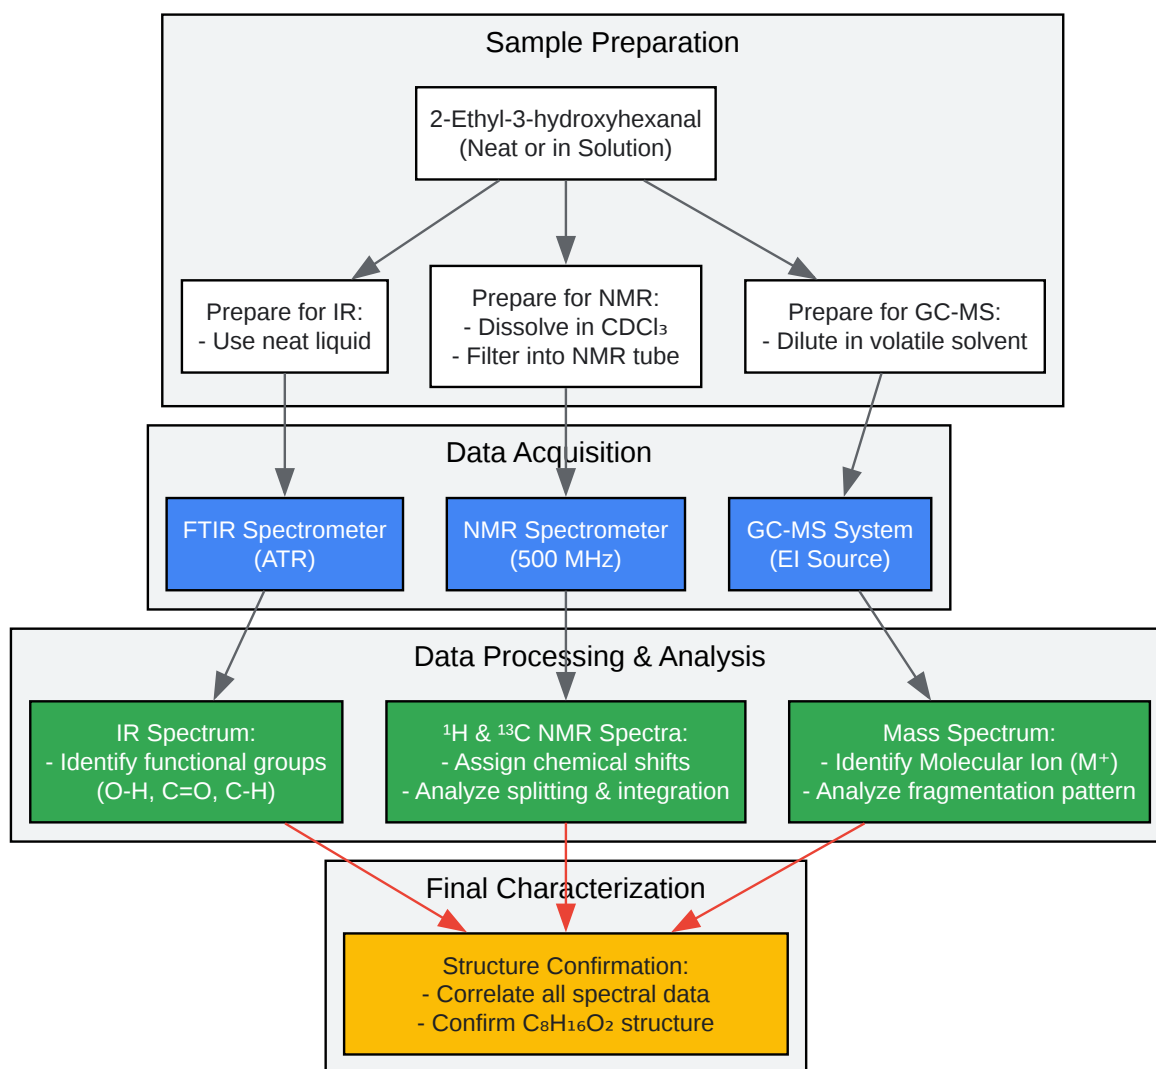 Sample Preparation
2-Ethyl-3-hydroxyhexanal
(Neat or in Solution)
Prepare for IR:
- Use neat liquid
Prepare for NMR:
- Dissolve in CDCl₃
- Filter into NMR tube
Prepare for GC-MS:
- Dilute in volatile solvent
Data Acquisition
FTIR Spectrometer
(ATR)
NMR Spectrometer
(500 MHz)
GC-MS System
(EI Source)
Data Processing & Analysis
IR Spectrum:
- Identify functional groups
(O-H, C=O, C-H)
¹H & ¹³C NMR Spectra:
- Assign chemical shifts
- Analyze splitting & integration
Mass Spectrum:
- Identify Molecular Ion (M⁺)
- Analyze fragmentation pattern
Final Characterization
Structure Confirmation:
- Correlate all spectral data
- Confirm C₈H₁₆O₂ structure